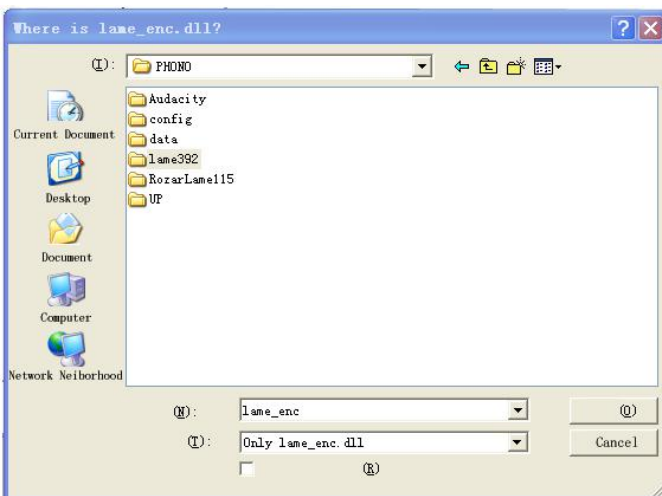 Where is lame_enc.dll?
(I): PHONO
Audacity
config
data
lame392
RozarLame115
UP
Current Document
Desktop
Document
Computer
Network Neiborhood
(N): lame_enc (O)
(T): Only lame_enc.dll Cancel
(R)